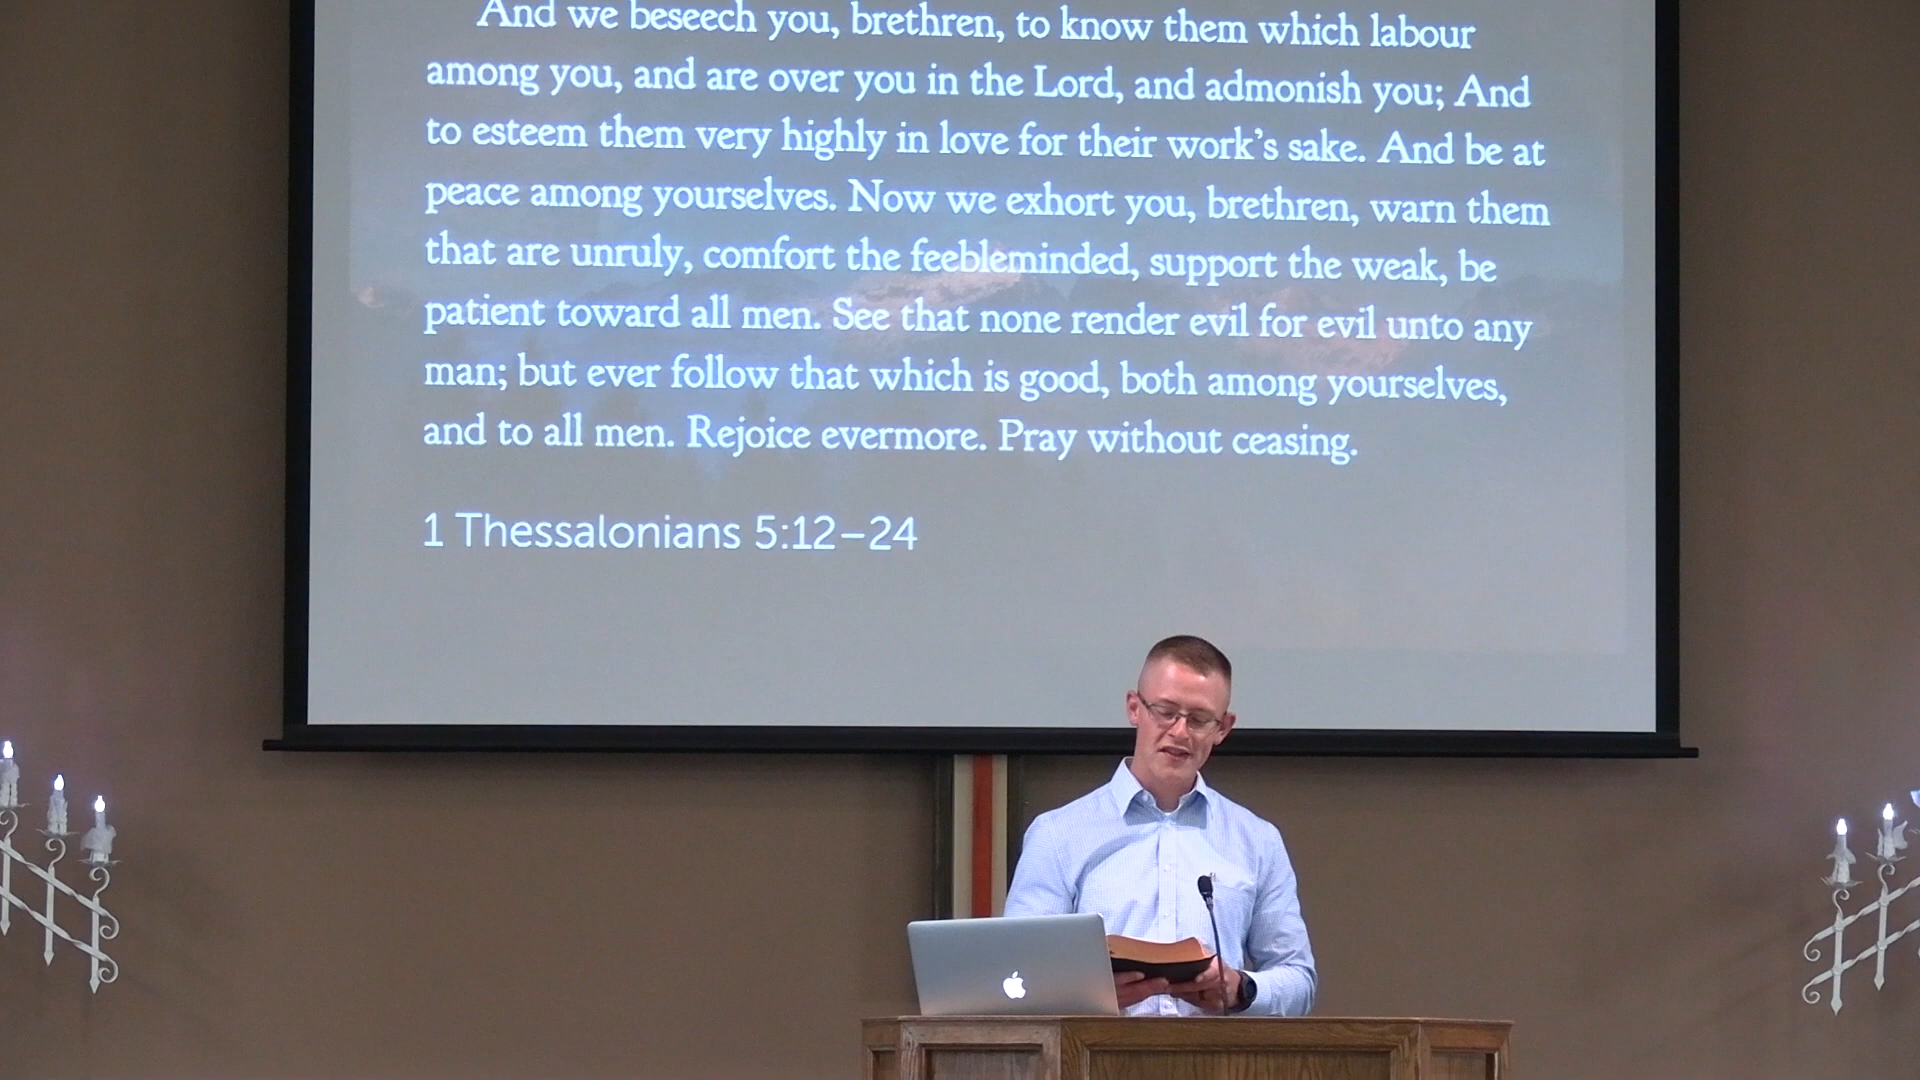 And we beseech you, brethren, to know them which labour
among you, and are over you in the Lord, and admonish you; And
to esteem them very highly in love for their work’s sake. And be at
peace among yourselves. Now we exhort you, brethren, warn them
that are unruly, comfort the feebleminded, support the weak, be
patient toward all men. See that none render evil for evil unto any
man; but ever follow that which is good, both among yourselves,
and to all men. Rejoice evermore. Pray without ceasing.
1 Thessalonians 5:12–24